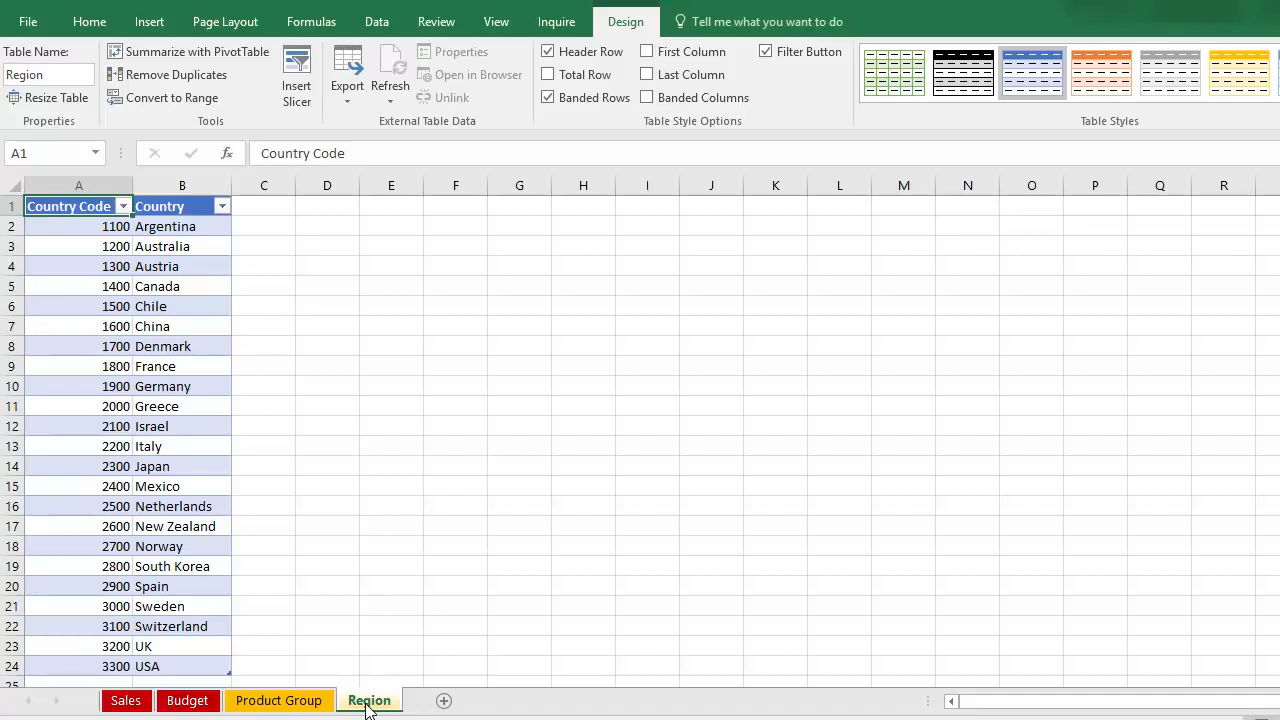 File Home Insert Page Layout Formulas Data Review View Inquire Design Tell me what you want to do
Table Name:
Region
Resize Table
Properties
Summarize with PivotTable
Remove Duplicates
Convert to Range
Insert
Slicer
Tools
Export
Refresh
Properties
Open in Browser
Unlink
External Table Data
Header Row
Total Row
Banded Rows
First Column
Last Column
Banded Columns
Filter Button
Table Style Options
Table Styles
A1 fx Country Code
A B C D E F G H I J K L M N O P Q R
1 Country Code Country
2 1100 Argentina
3 1200 Australia
4 1300 Austria
5 1400 Canada
6 1500 Chile
7 1600 China
8 1700 Denmark
9 1800 France
10 1900 Germany
11 2000 Greece
12 2100 Israel
13 2200 Italy
14 2300 Japan
15 2400 Mexico
16 2500 Netherlands
17 2600 New Zealand
18 2700 Norway
19 2800 South Korea
20 2900 Spain
21 3000 Sweden
22 3100 Switzerland
23 3200 UK
24 3300 USA
25
Sales Budget Product Group Region